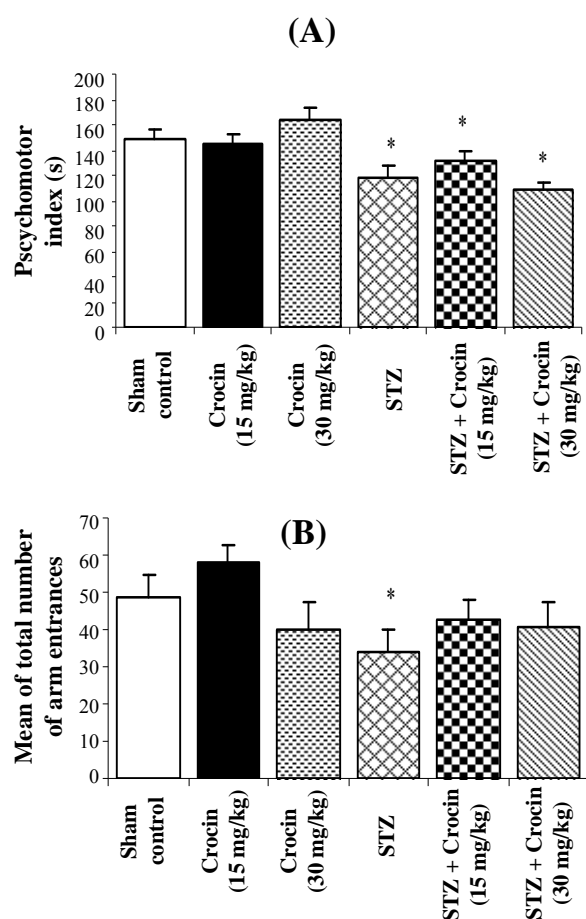 (A)
Pscychomotor
index (s)
200
180
160
140
120
100
80
60
40
20
0
*
*
*
Sham
control
Crocin
(15 mg/kg)
Crocin
(30 mg/kg)
STZ
STZ + Crocin
(15 mg/kg)
STZ + Crocin
(30 mg/kg)
(B)
Mean of total number
of arm entrances
70
60
50
40
30
20
10
0
*
Sham
control
Crocin
(15 mg/kg)
Crocin
(30 mg/kg)
STZ
STZ + Crocin
(15 mg/kg)
STZ + Crocin
(30 mg/kg)